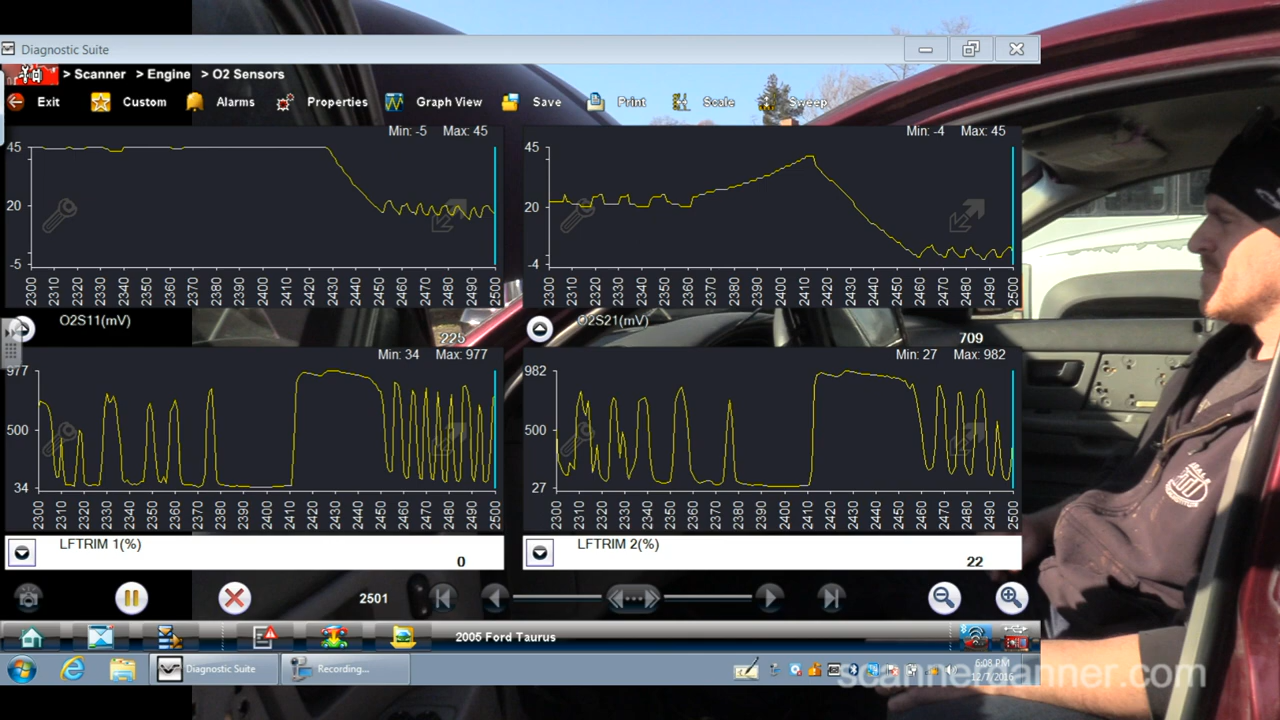 Diagnostic Suite
> Scanner > Engine > O2 Sensors
Exit Custom Alarms Properties Graph View Save Print Scale Sweep
Min: -5 Max: 45
Min: -4 Max: 45
45
20
-5
2300 2310 2320 2330 2340 2350 2360 2370 2380 2390 2400 2410 2420 2430 2440 2450 2460 2470 2480 2490 2500
45
20
-4
2300 2310 2320 2330 2340 2350 2360 2370 2380 2390 2400 2410 2420 2430 2440 2450 2460 2470 2480 2490 2500
O2S11(mV)
225
O2S21(mV)
709
Min: 34 Max: 977
Min: 27 Max: 982
977
500
34
2300 2310 2320 2330 2340 2350 2360 2370 2380 2390 2400 2410 2420 2430 2440 2450 2460 2470 2480 2490 2500
982
500
27
2300 2310 2320 2330 2340 2350 2360 2370 2380 2390 2400 2410 2420 2430 2440 2450 2460 2470 2480 2490 2500
LFTRIM 1(%)
0
LFTRIM 2(%)
22
2501
2005 Ford Taurus
Diagnostic Suite
Recording...
6:08 PM
12/7/2016
scannerdanner.com